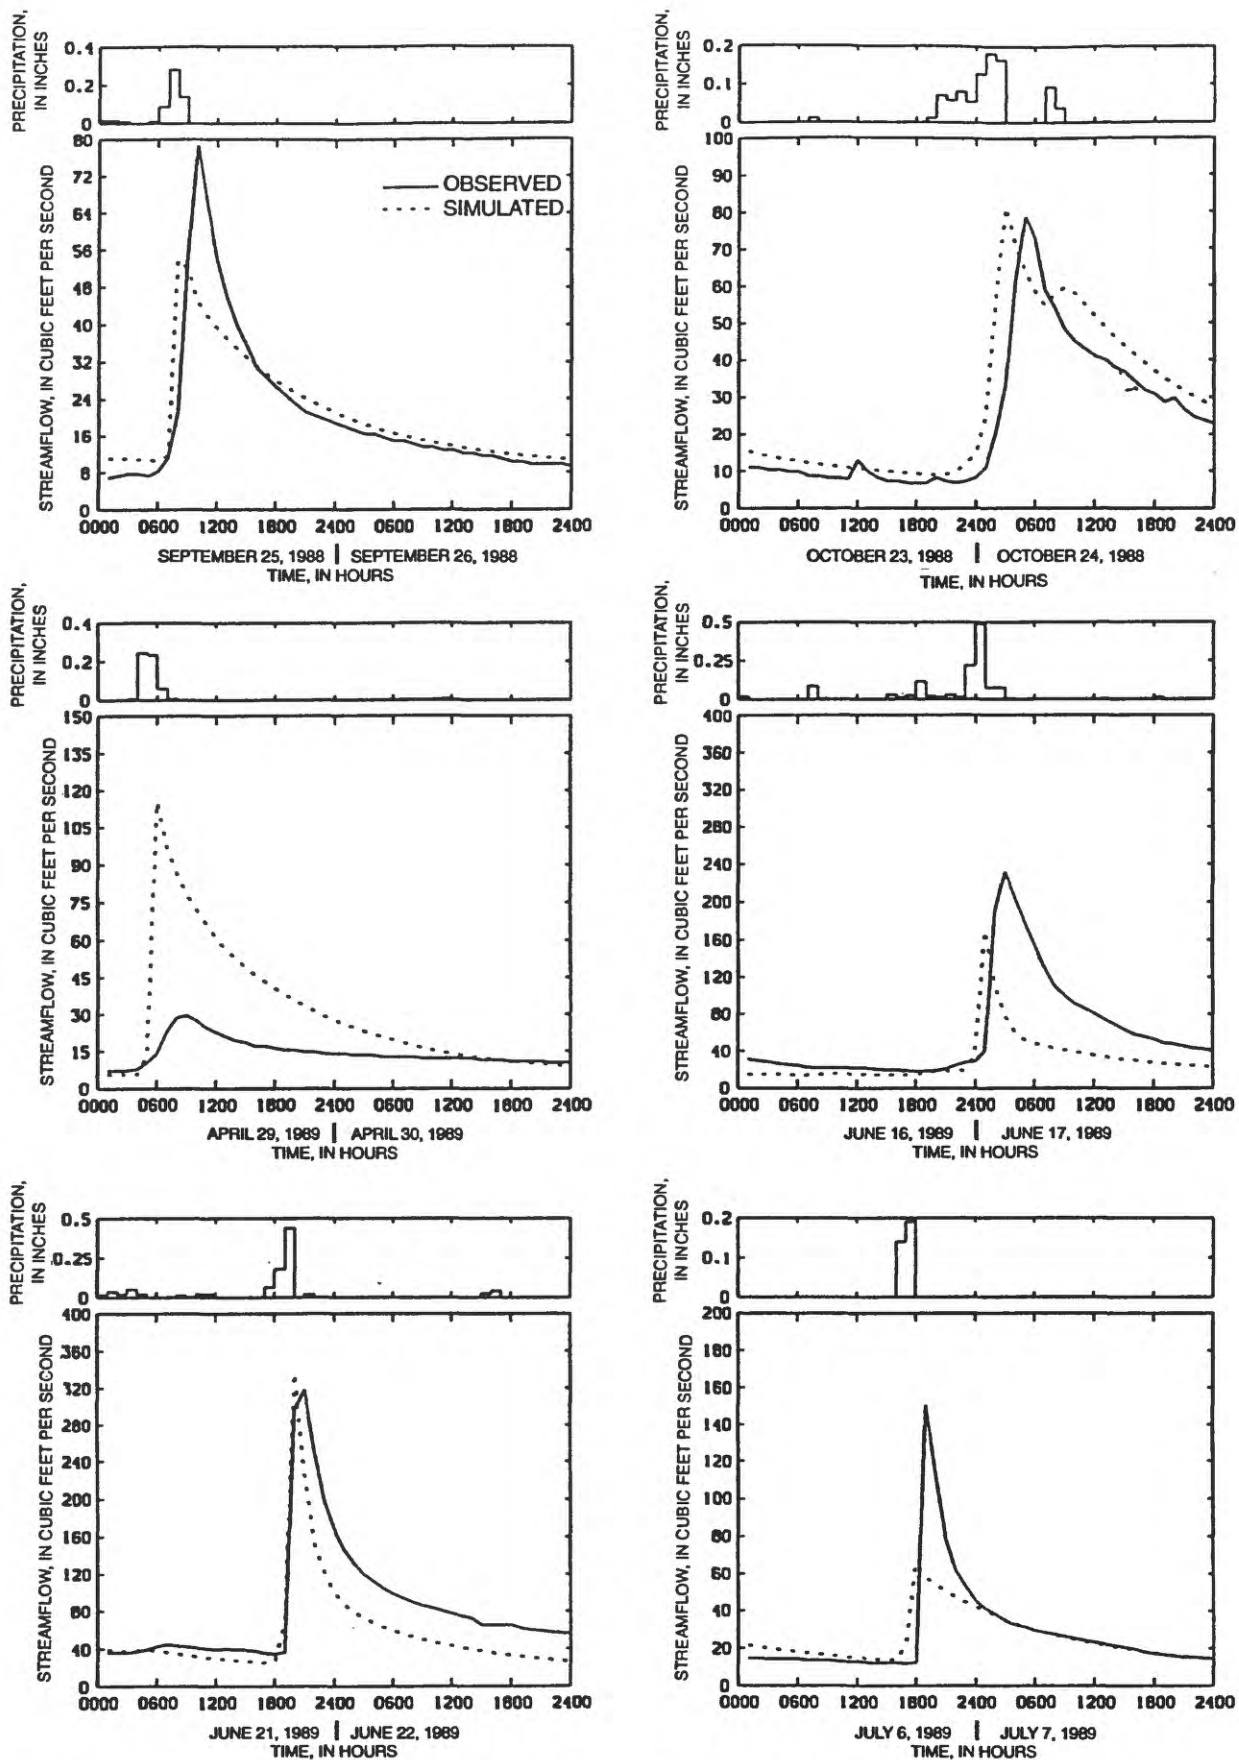 PRECIPITATION,
IN INCHES
0.4
0.2
0
STREAMFLOW, IN CUBIC FEET PER SECOND
80
72
64
56
48
40
32
24
16
8
0
OBSERVED
SIMULATED
0000 0600 1200 1800 2400 0600 1200 1800 2400
SEPTEMBER 25, 1988 | SEPTEMBER 26, 1988
TIME, IN HOURS
PRECIPITATION,
IN INCHES
0.2
0.1
0
STREAMFLOW, IN CUBIC FEET PER SECOND
100
90
80
70
60
50
40
30
20
10
0
0000 0600 1200 1800 2400 0600 1200 1800 2400
OCTOBER 23, 1988 | OCTOBER 24, 1988
TIME, IN HOURS
PRECIPITATION,
IN INCHES
0.4
0.2
0
STREAMFLOW, IN CUBIC FEET PER SECOND
150
135
120
105
90
75
60
45
30
15
0
0000 0600 1200 1800 2400 0600 1200 1800 2400
APRIL 29, 1989 | APRIL 30, 1989
TIME, IN HOURS
PRECIPITATION,
IN INCHES
0.5
0.25
0
STREAMFLOW, IN CUBIC FEET PER SECOND
400
360
320
280
240
200
160
120
80
40
0
0000 0600 1200 1800 2400 0600 1200 1800 2400
JUNE 16, 1989 | JUNE 17, 1989
TIME, IN HOURS
PRECIPITATION,
IN INCHES
0.5
0.25
0
STREAMFLOW, IN CUBIC FEET PER SECOND
400
360
320
280
240
200
160
120
80
40
0
0000 0600 1200 1800 2400 0600 1200 1800 2400
JUNE 21, 1989 | JUNE 22, 1989
TIME, IN HOURS
PRECIPITATION,
IN INCHES
0.2
0.1
0
STREAMFLOW, IN CUBIC FEET PER SECOND
200
180
160
140
120
100
80
60
40
20
0
0000 0600 1200 1800 2400 0600 1200 1800 2400
JULY 6, 1989 | JULY 7, 1989
TIME, IN HOURS